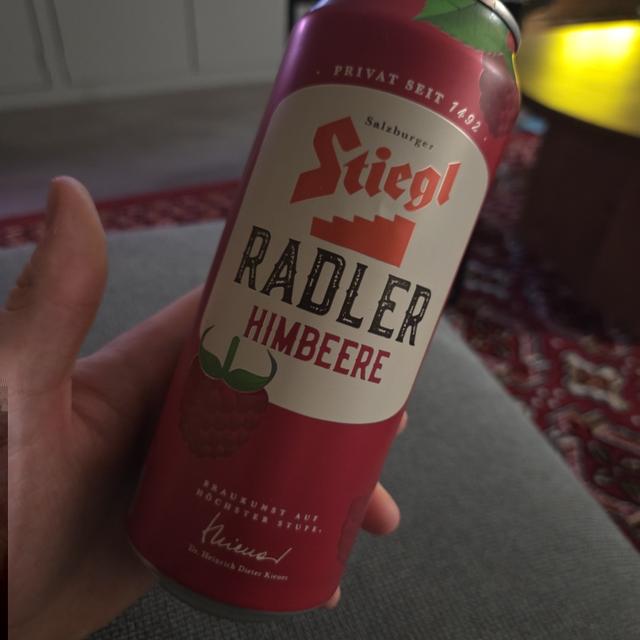 PRIVAT SEIT 1492
Salzburger
Stiegl
RADLER
HIMBEERE
BRAUKUNST AUF
HÖCHSTER STUFE.
Dr. Heinrich Dieter Kiener